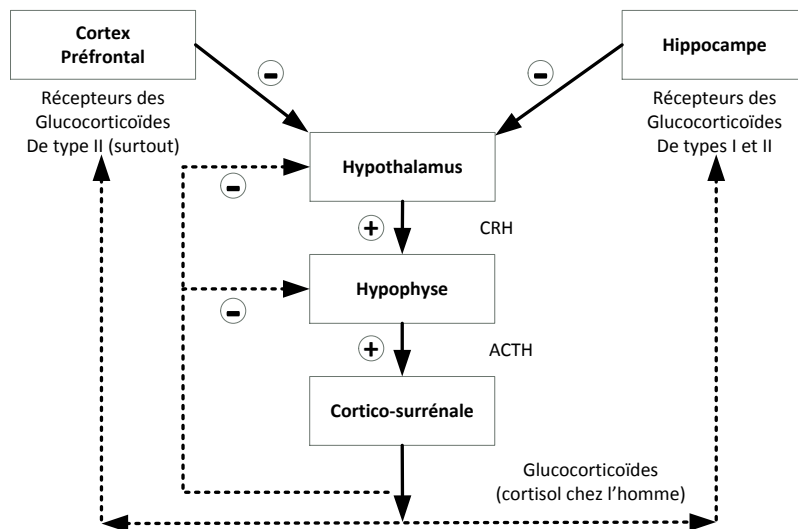 Cortex
Préfrontal
Hippocampe
Récepteurs des
Glucocorticoïdes
De type II (surtout)
Récepteurs des
Glucocorticoïdes
De types I et II
Hypothalamus
CRH
Hypophyse
ACTH
Cortico-surrénale
Glucocorticoïdes
(cortisol chez l'homme)